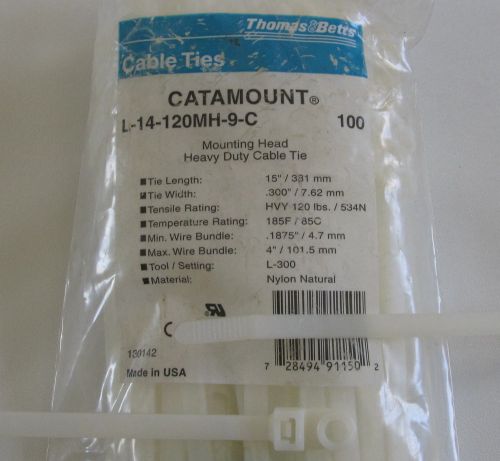 Thomas&Betts
Cable Ties
CATAMOUNT®
L-14-120MH-9-C 100
Mounting Head
Heavy Duty Cable Tie
■ Tie Length: 15" / 381 mm
■ Tie Width: .300" / 7.62 mm
■ Tensile Rating: HVY 120 lbs. / 534N
■ Temperature Rating: 185F / 85C
■ Min. Wire Bundle: .1875" / 4.7 mm
■ Max. Wire Bundle: 4" / 101.5 mm
■ Tool / Setting: L-300
■ Material: Nylon Natural
130142
Made in USA
7 28494 91150 2